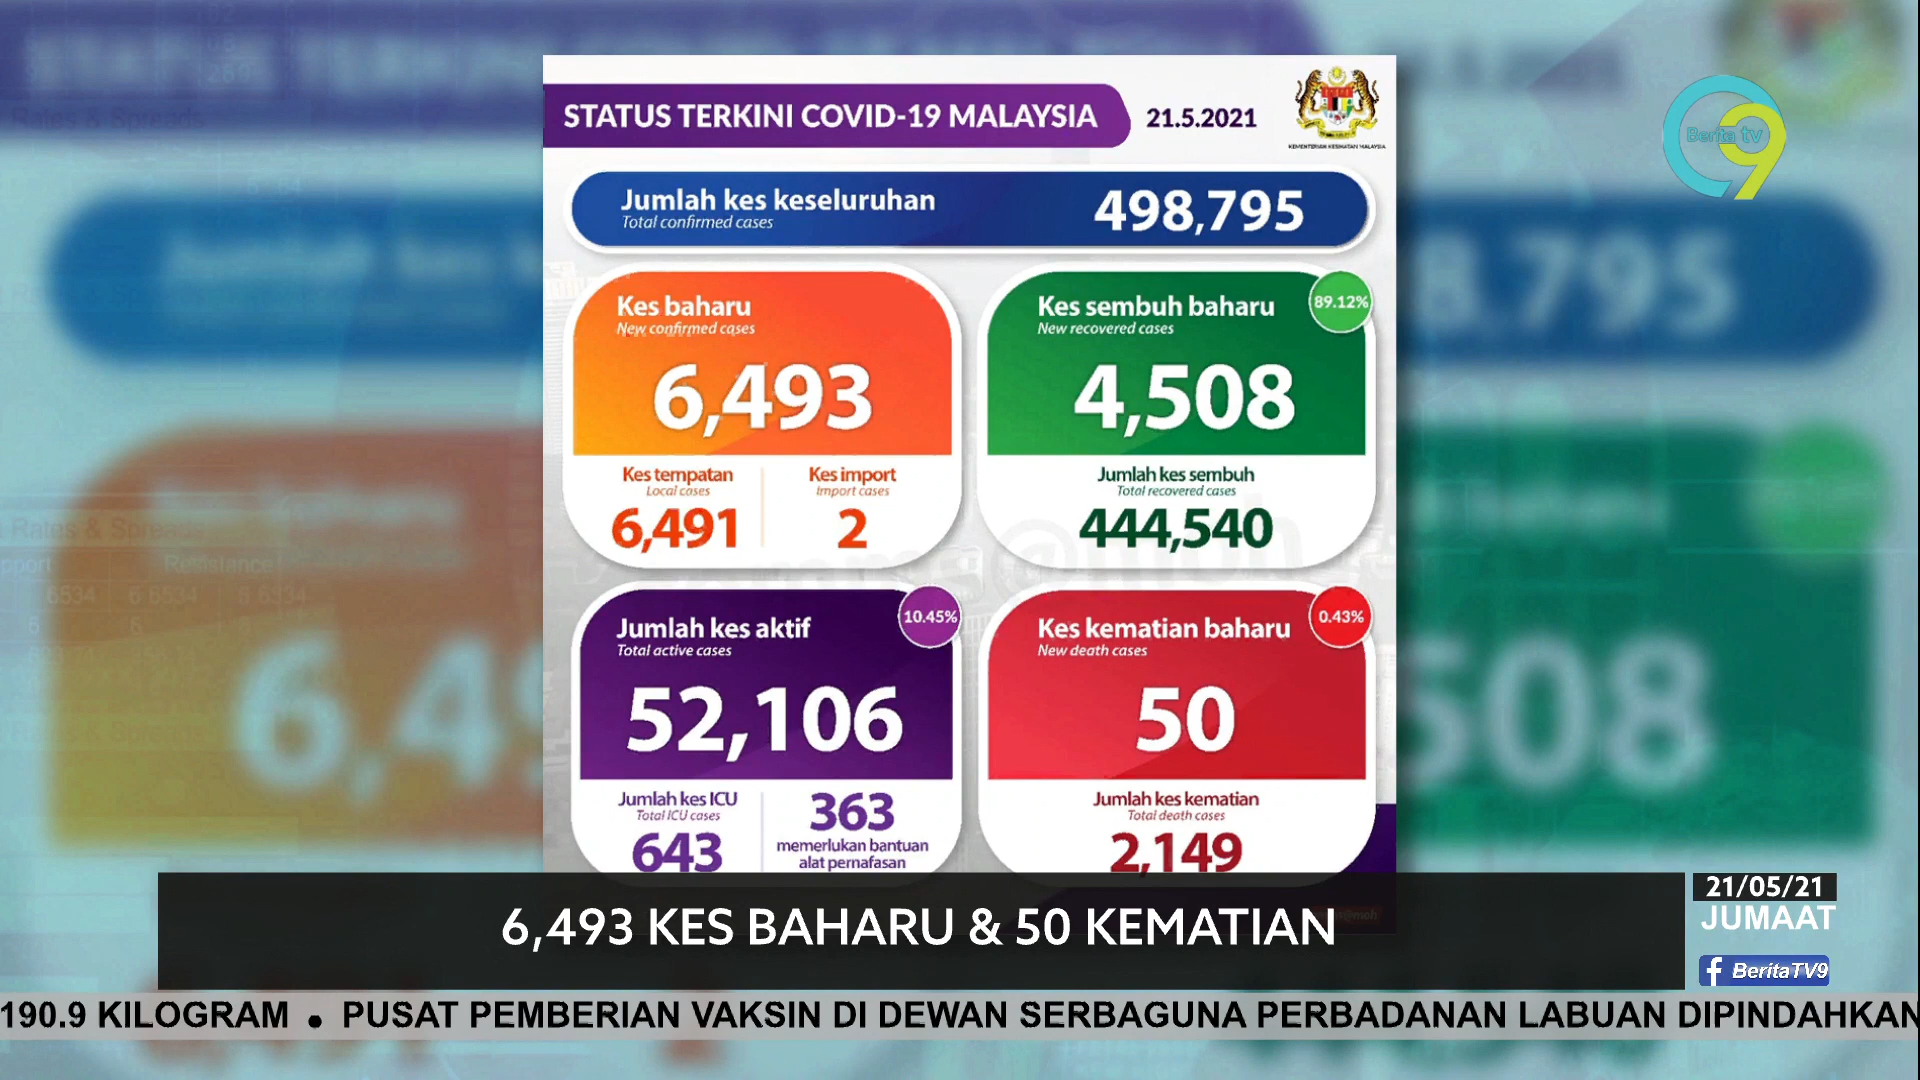 STATUS TERKINI COVID-19 MALAYSIA
21.5.2021
KEMENTERIAN KESIHATAN MALAYSIA
Berita tv
9
Jumlah kes keseluruhan
Total confirmed cases
498,795
Kes baharu
New confirmed cases
6,493
Kes tempatan
Local cases
6,491
Kes import
Import cases
2
Kes sembuh baharu
New recovered cases
89.12%
4,508
Jumlah kes sembuh
Total recovered cases
444,540
Jumlah kes aktif
Total active cases
10.45%
52,106
Jumlah kes ICU
Total ICU cases
643
363
memerlukan bantuan
alat pernafasan
Kes kematian baharu
New death cases
0.43%
50
Jumlah kes kematian
Total death cases
2,149
6,493 KES BAHARU & 50 KEMATIAN
21/05/21
JUMAAT
f BeritaTV9
190.9 KILOGRAM • PUSAT PEMBERIAN VAKSIN DI DEWAN SERBAGUNA PERBADANAN LABUAN DIPINDAHKAN